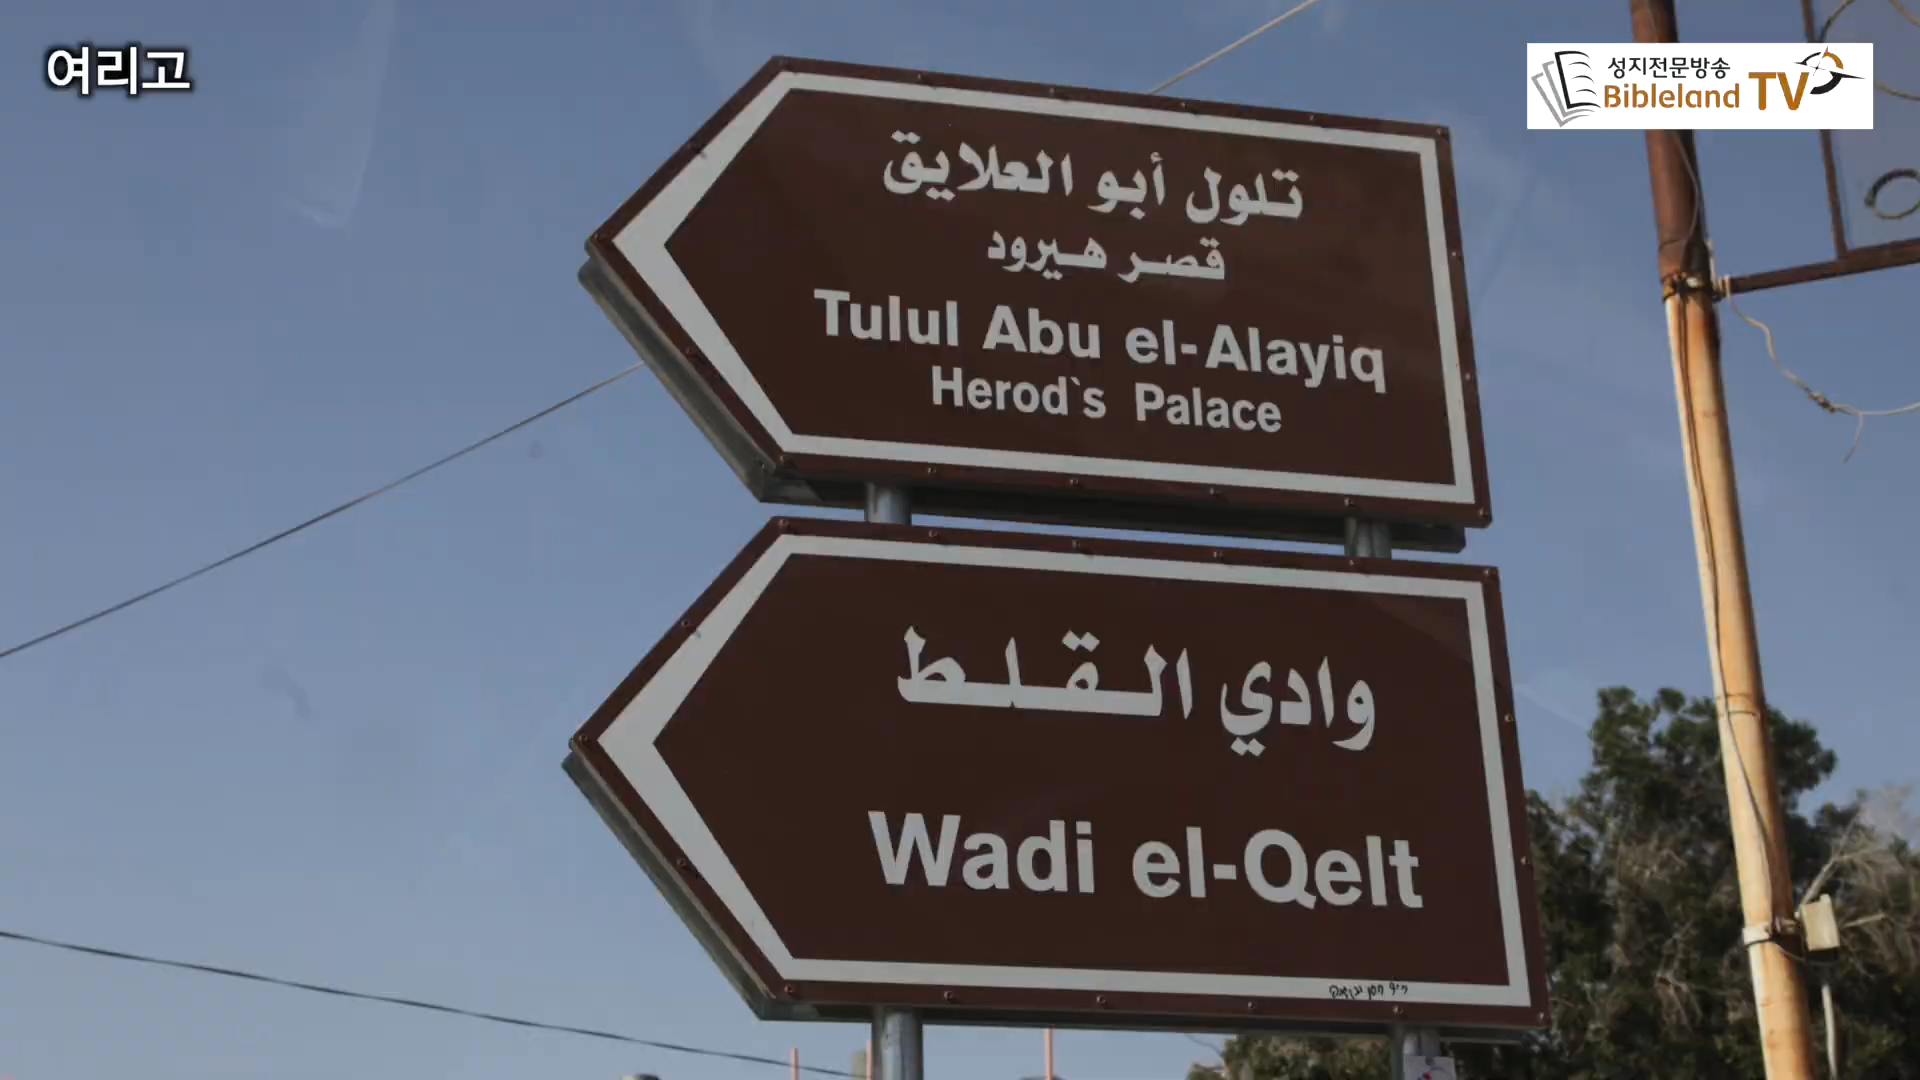 여리고
성지전문방송
Bibleland TV
تلول أبو العلايق
قصر هيرود
Tulul Abu el-Alayiq
Herod`s Palace
وادي القلط
Wadi el-Qelt